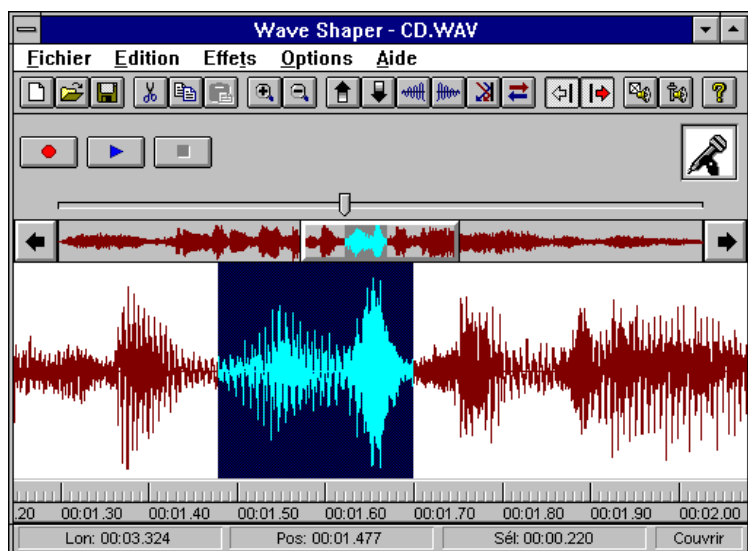 Wave Shaper - CD.WAV
Fichier Edition Effets Options Aide
.20 00:01.30 00:01.40 00:01.50 00:01.60 00:01.70 00:01.80 00:01.90 00:02.00
Lon: 00:03.324 Pos: 00:01.477 Sél: 00:00.220 Couvrir